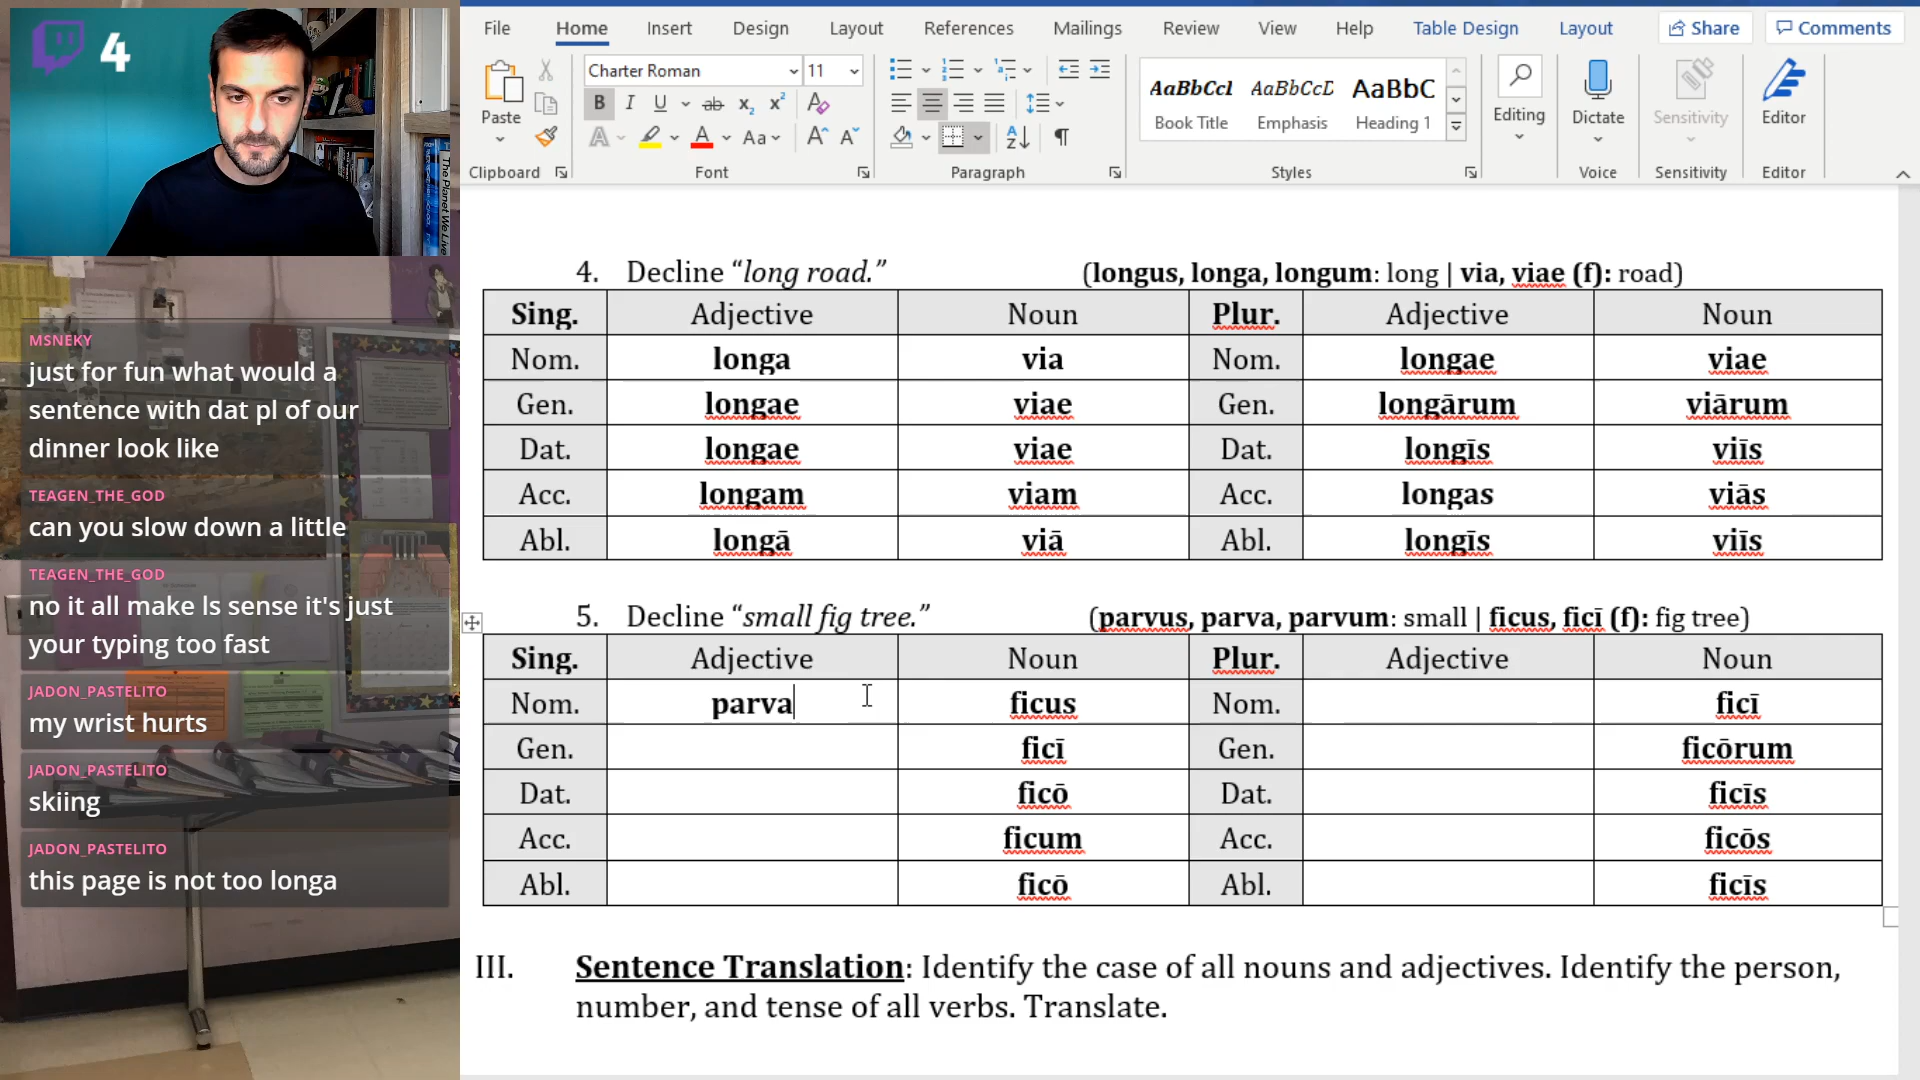 4
MSNEKY
just for fun what would a
sentence with dat pl of our
dinner look like
TEAGEN_THE_GOD
can you slow down a little
TEAGEN_THE_GOD
no it all make ls sense it's just
your typing too fast
JADON_PASTELITO
my wrist hurts
JADON_PASTELITO
skiing
JADON_PASTELITO
this page is not too longa
File Home Insert Design Layout References Mailings Review View Help Table Design Layout Share Comments
Charter Roman 11
Paste
AaBbCcI AaBbCcD AaBbC
Book Title Emphasis Heading 1
Editing Dictate Sensitivity Editor
Clipboard Font Paragraph Styles Voice Sensitivity Editor
4. Decline “long road.” (longus, longa, longum: long | via, viae (f): road)
Sing. Adjective Noun Plur. Adjective Noun
Nom. longa via Nom. longae viae
Gen. longae viae Gen. longārum viārum
Dat. longae viae Dat. longīs viīs
Acc. longam viam Acc. longas viās
Abl. longā viā Abl. longīs viīs
5. Decline “small fig tree.” (parvus, parva, parvum: small | ficus, ficī (f): fig tree)
Sing. Adjective Noun Plur. Adjective Noun
Nom. parva ficus Nom. ficī
Gen. ficī Gen. ficōrum
Dat. ficō Dat. ficīs
Acc. ficum Acc. ficōs
Abl. ficō Abl. ficīs
III. Sentence Translation: Identify the case of all nouns and adjectives. Identify the person,
number, and tense of all verbs. Translate.
The Planet We Live